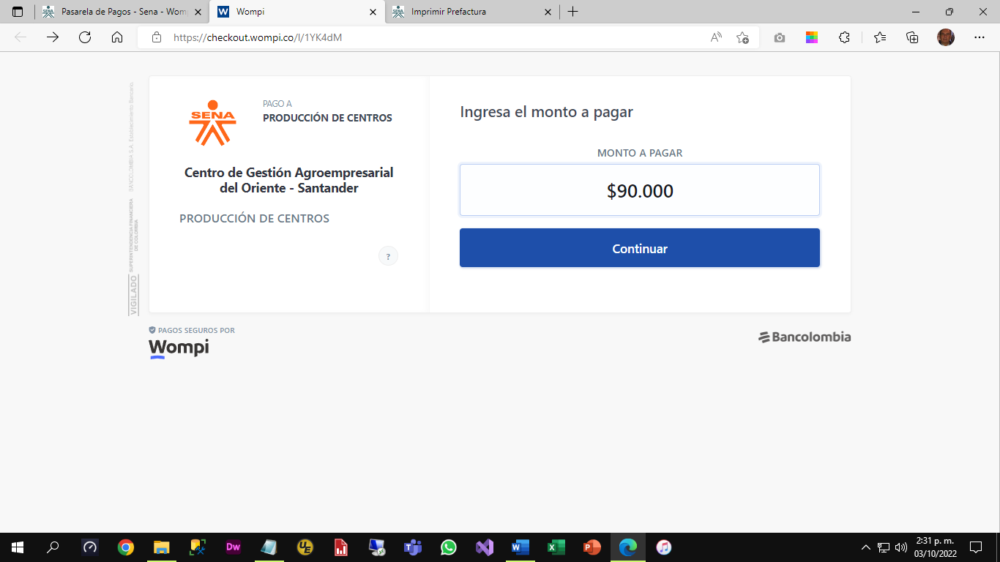 Pasarela de Pagos - Sena - Wom
Wompi
Imprimir Prefactura
https://checkout.wompi.co/l/1YK4dM
SENA
PAGO A
PRODUCCIÓN DE CENTROS
Centro de Gestión Agroempresarial
del Oriente - Santander
PRODUCCIÓN DE CENTROS
?
Ingresa el monto a pagar
MONTO A PAGAR
$90.000
Continuar
BANCOLOMBIA S.A. Establecimiento Bancario.
SUPERINTENDENCIA FINANCIERA
DE COLOMBIA
VIGILADO
PAGOS SEGUROS POR
Wompi
Bancolombia
2:31 p. m.
03/10/2022